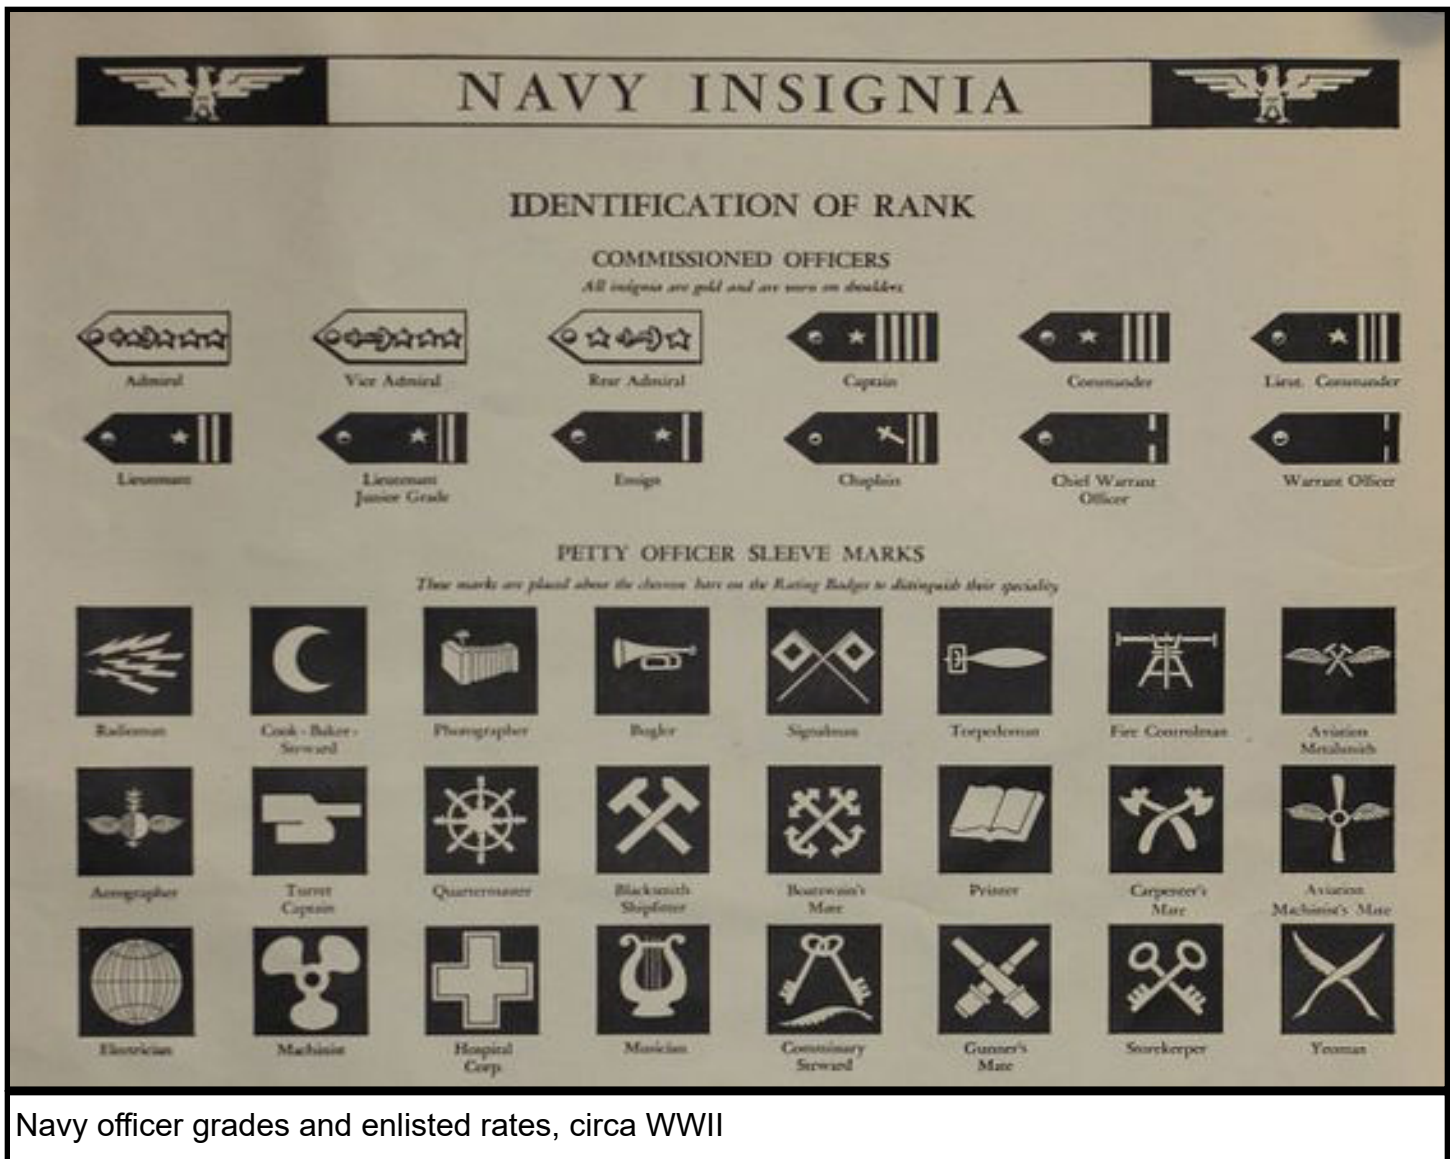 NAVY INSIGNIA
IDENTIFICATION OF RANK
COMMISSIONED OFFICERS
All insignia are gold and are worn on shoulders
Admiral
Vice Admiral
Rear Admiral
Captain
Commander
Lieut. Commander
Lieutenant
Lieutenant
Junior Grade
Ensign
Chaplain
Chief Warrant
Officer
Warrant Officer
PETTY OFFICER SLEEVE MARKS
These marks are placed above the chevron bars on the Rating Badges to distinguish their speciality
Radioman
Cook - Baker -
Steward
Photographer
Bugler
Signalman
Torpedoman
Fire Controlman
Aviation
Metalsmith
Aerographer
Turret
Captain
Quartermaster
Blacksmith
Shipfitter
Boatswain's
Mate
Printer
Carpenter's
Mate
Aviation
Machinist's Mate
Electrician
Machinist
Hospital
Corp.
Musician
Commissary
Steward
Gunner's
Mate
Storekeeper
Yeoman
Navy officer grades and enlisted rates, circa WWII